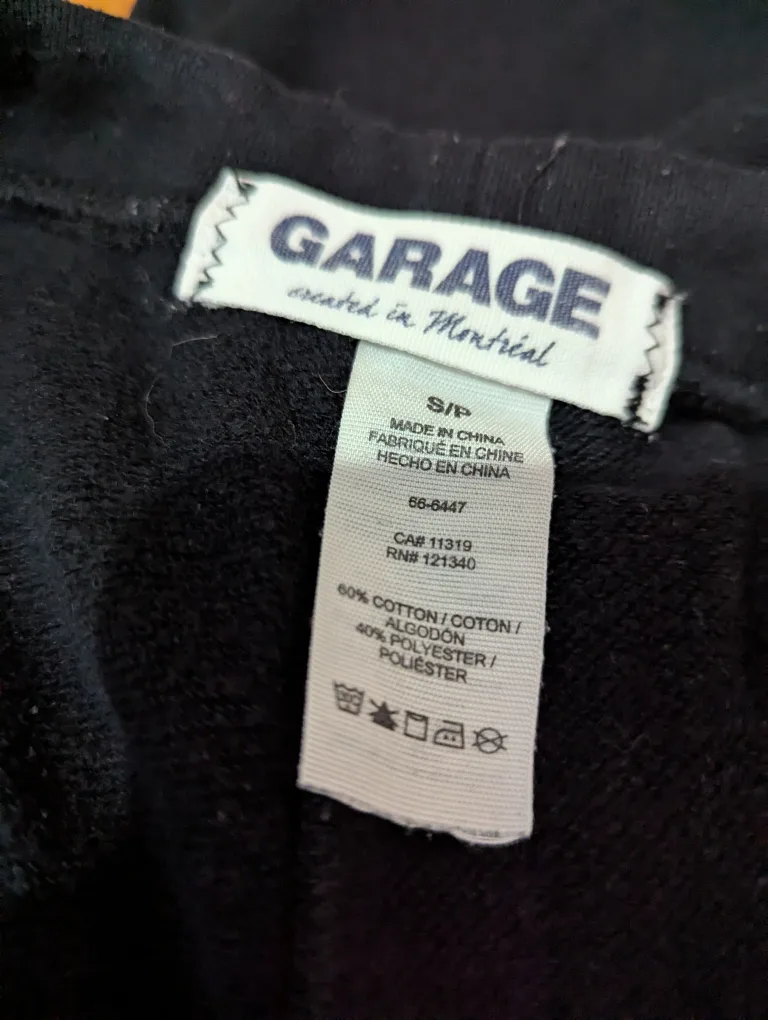 GARAGE
created in Montréal
S/P
MADE IN CHINA
FABRIQUÉ EN CHINE
HECHO EN CHINA
66-6447
CA# 11319
RN# 121340
60% COTTON / COTON /
ALGODÓN
40% POLYESTER /
POLIÉSTER